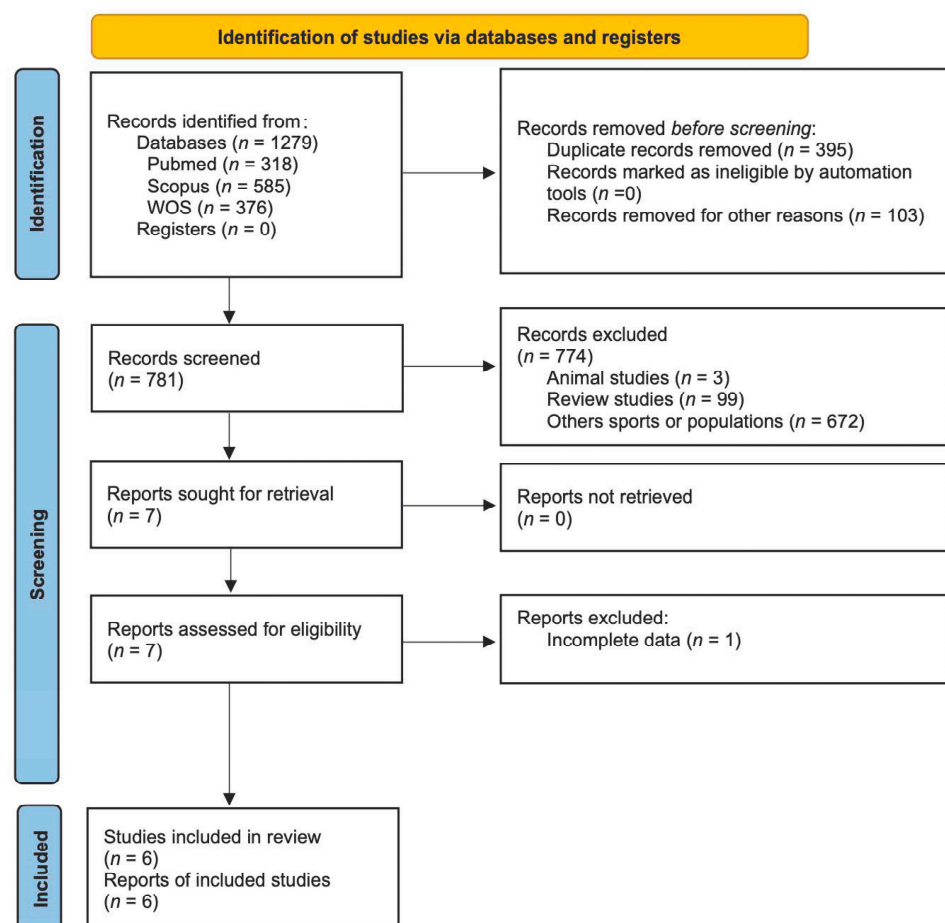 Identification of studies via databases and registers
Identification
Records identified from:
Databases (n = 1279)
Pubmed = 318)
Scopus = 585)
WOS = 376)
Registers (n = 0)
Records removed before screening:
Duplicate records removed (n = 395)
Records marked as ineligible by automation
tools (n =0)
Records removed for other reasons (n = 103)
Screening
Records screened
(n = 781)
Records excluded
(n = 774)
Animal studies (n = 3)
Review studies (n = 99)
Others sports or populations (n = 672)
Reports sought for retrieval
(n = 7)
Reports not retrieved
(n = 0)
Reports assessed for eligibility
(n = 7)
Reports excluded:
Incomplete data (n = 1)
Included
Studies included in review
(n = 6)
Reports of included studies
(n = 6)